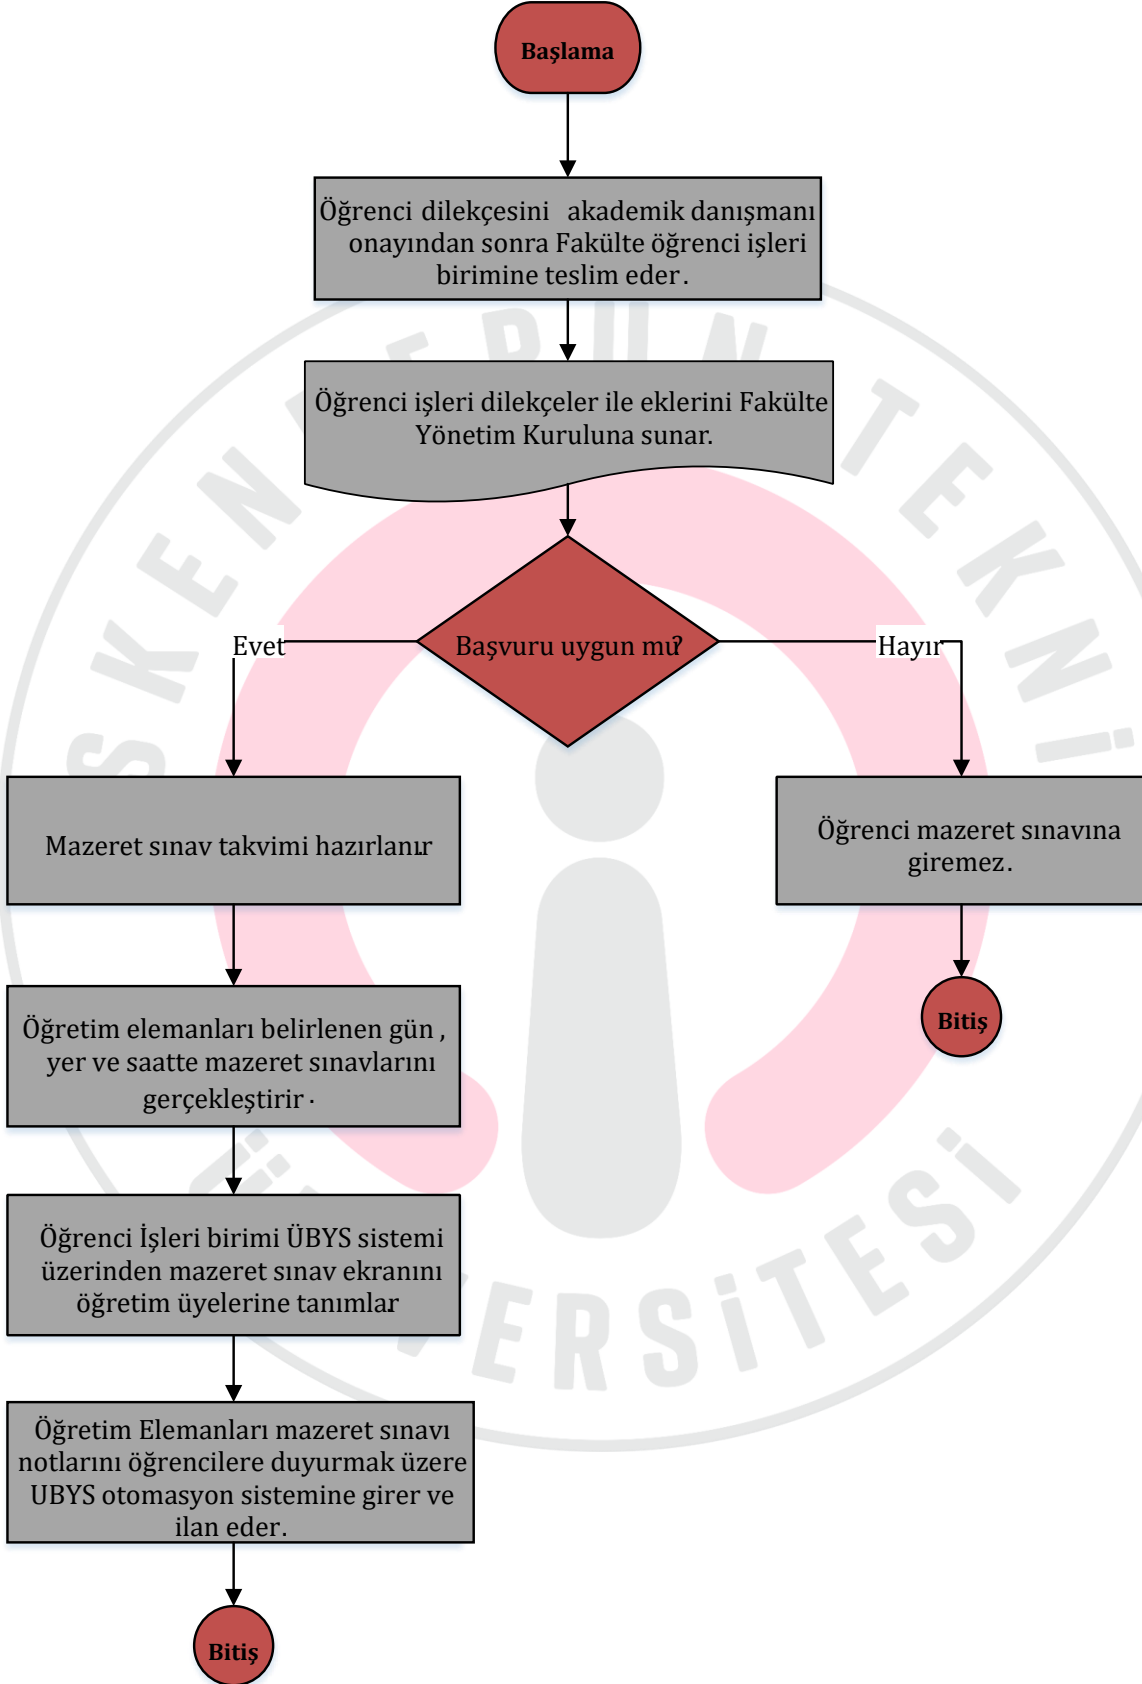 Başlama
Öğrenci dilekçesini akademik danışmanı
onayından sonra Fakülte öğrenci işleri
birimine teslim eder.
Öğrenci işleri dilekçeler ile eklerini Fakülte
Yönetim Kuruluna sunar.
Başvuru uygun mu?
Evet
Hayır
Mazeret sınav takvimi hazırlanır.
Öğrenci mazeret sınavına
giremez.
Bitiş
Öğretim elemanları belirlenen gün,
yer ve saatte mazeret sınavlarını
gerçekleştirir.
Öğrenci İşleri birimi ÜBYS sistemi
üzerinden mazeret sınav ekranını
öğretim üyelerine tanımlar.
Öğretim Elemanları mazeret sınavı
notlarını öğrencilere duyurmak üzere
UBYS otomasyon sistemine girer ve
ilan eder.
Bitiş